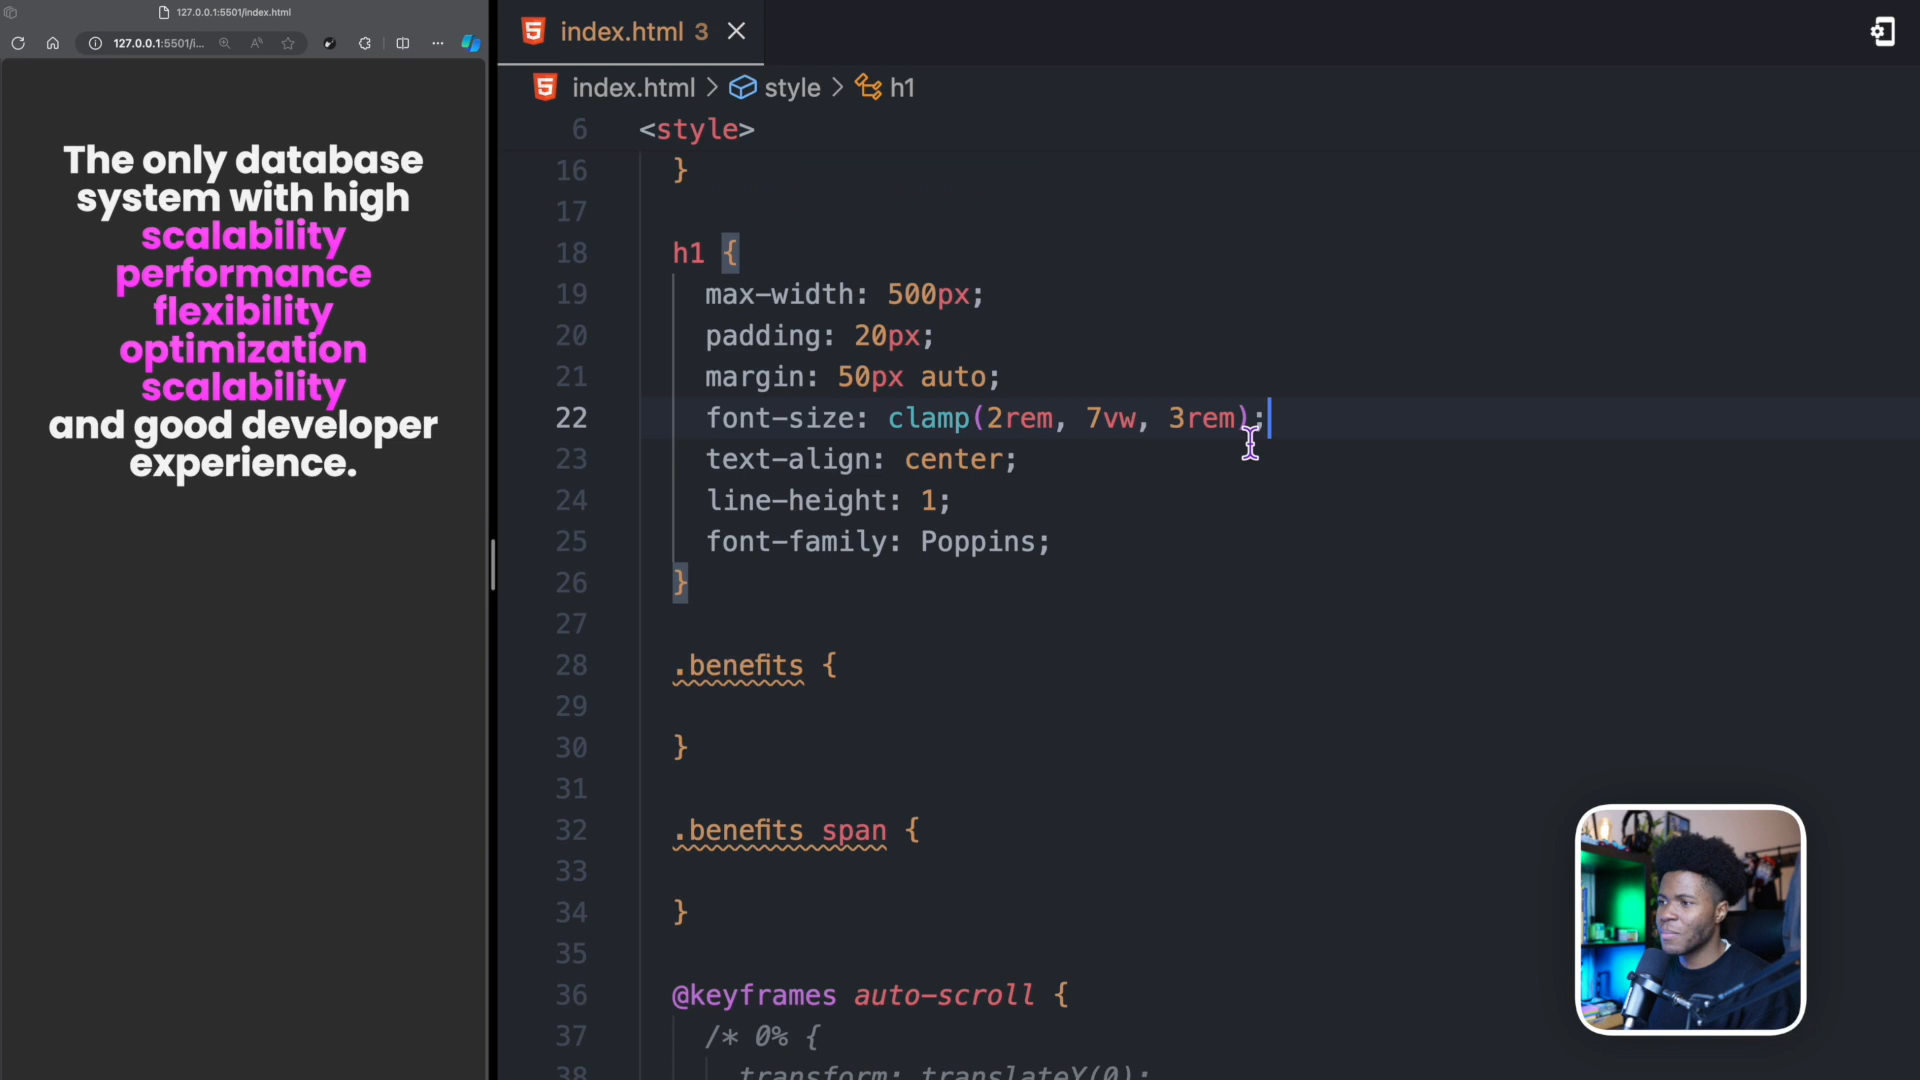 127.0.0.1:5501/index.html
127.0.0.1:5501/i...
The only database
system with high
scalability
performance
flexibility
optimization
scalability
and good developer
experience.
index.html 3
index.html > style > h1
6 <style>
16 }
17
18 h1 {
19 max-width: 500px;
20 padding: 20px;
21 margin: 50px auto;
22 font-size: clamp(2rem, 7vw, 3rem);
23 text-align: center;
24 line-height: 1;
25 font-family: Poppins;
26 }
27
28 .benefits {
29
30 }
31
32 .benefits span {
33
34 }
35
36 @keyframes auto-scroll {
37 /* 0% {
38 transform: translateY(0);